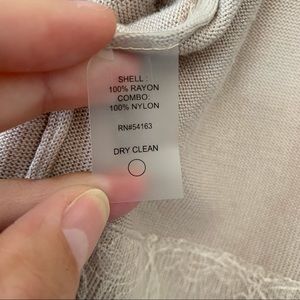 SHELL :
100% RAYON
COMBO:
100% NYLON
RN#54163
DRY CLEAN